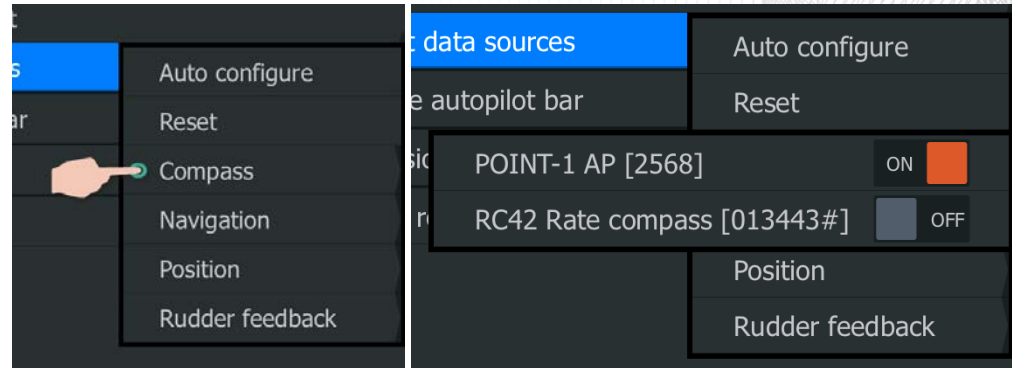 t
s
ar
Auto configure
Reset
Compass
Navigation
Position
Rudder feedback
data sources
e autopilot bar
Auto configure
Reset
POINT-1 AP [2568]
ON
RC42 Rate compass [013443#]
OFF
Position
Rudder feedback